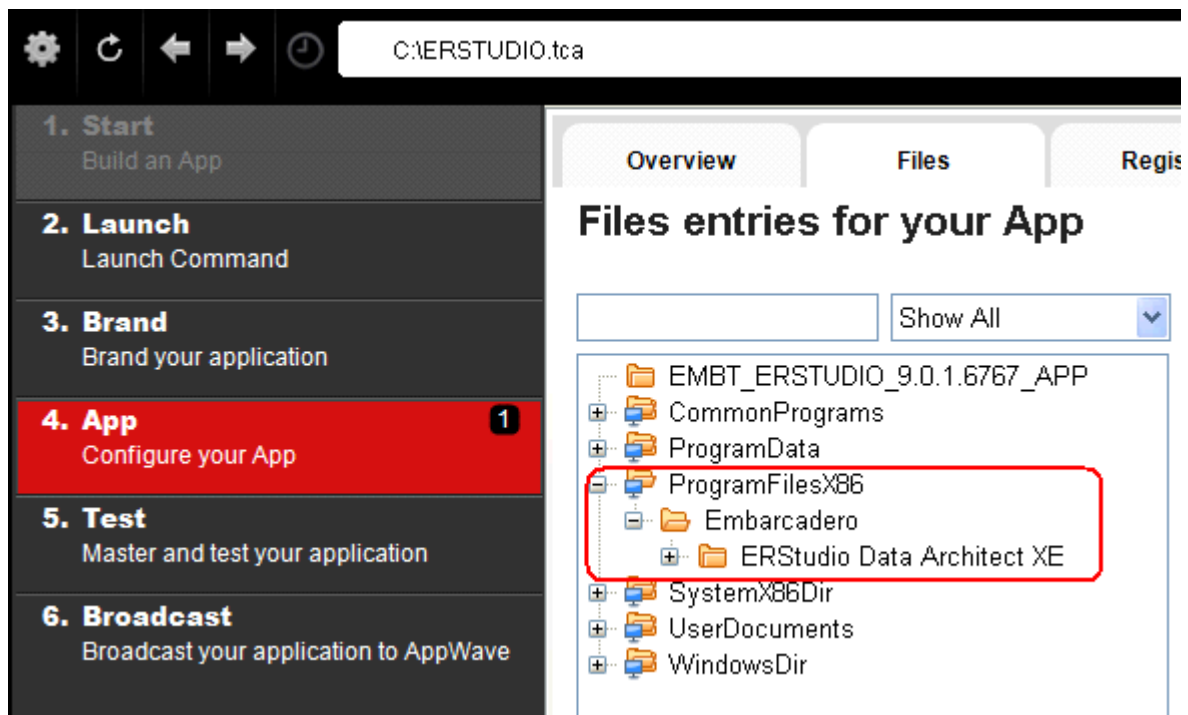 C:\ERSTUDIO.tca
1. Start
Build an App
2. Launch
Launch Command
3. Brand
Brand your application
4. App 1
Configure your App
5. Test
Master and test your application
6. Broadcast
Broadcast your application to AppWave
Overview Files Regis
Files entries for your App
Show All
EMBT_ERSTUDIO_9.0.1.6767_APP
CommonPrograms
ProgramData
ProgramFilesX86
Embarcadero
ERStudio Data Architect XE
SystemX86Dir
UserDocuments
WindowsDir